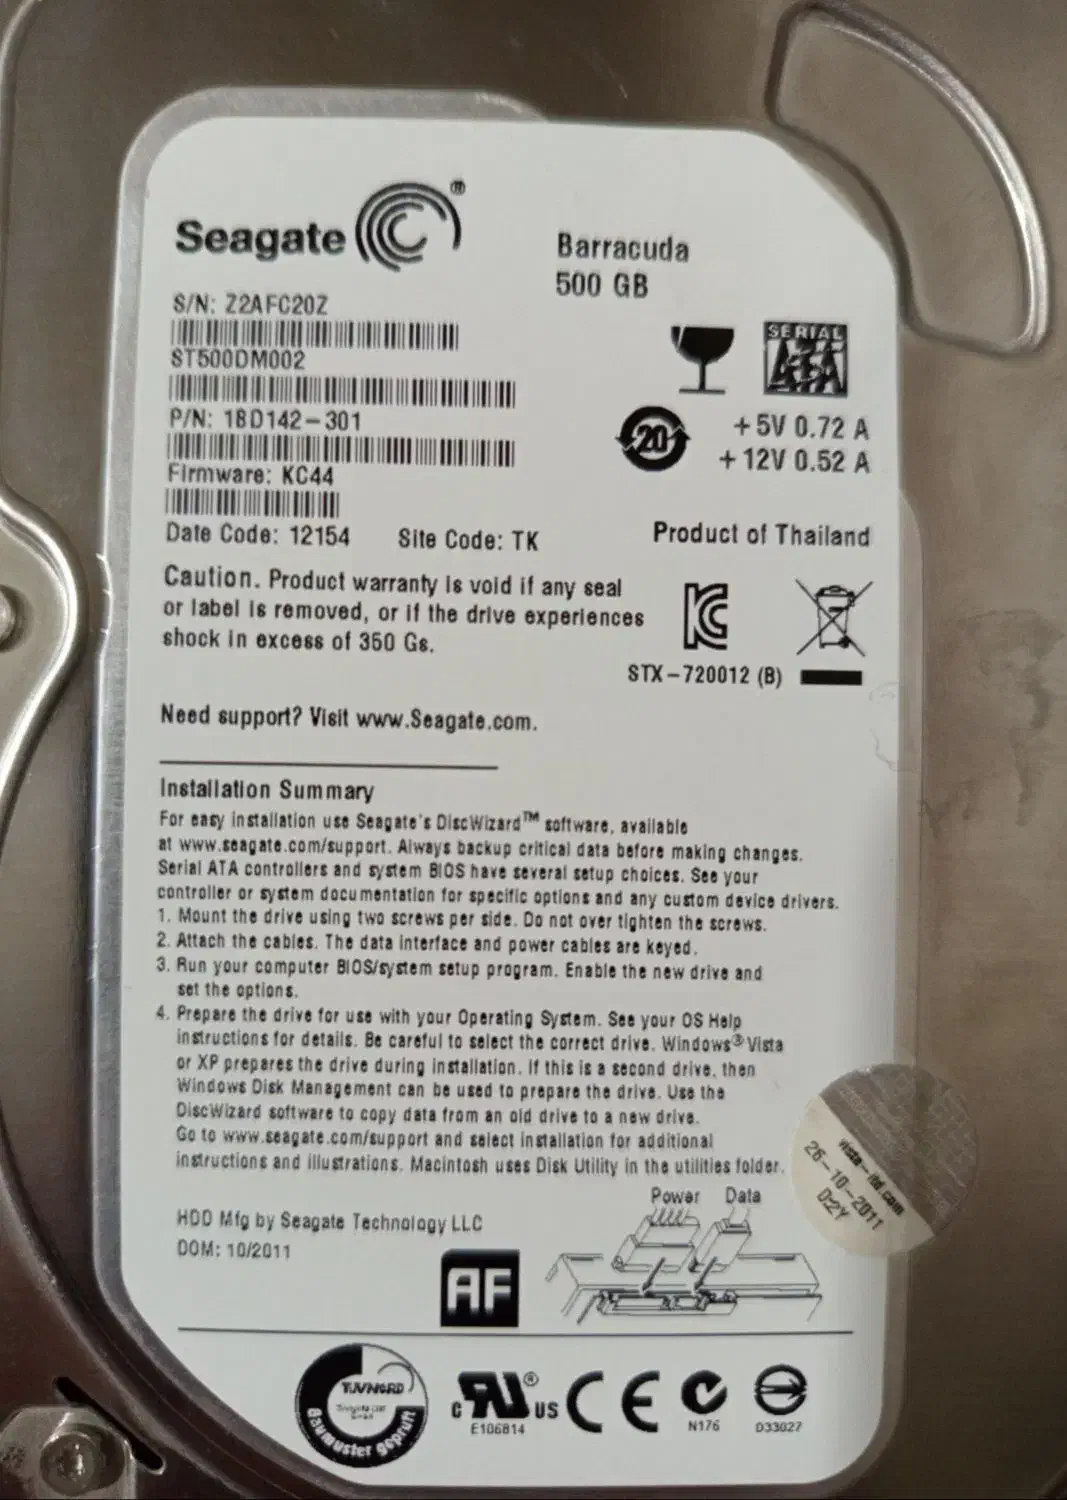 Seagate®
Barracuda
500 GB
S/N: Z2AFC20Z
ST500DM002
P/N: 1BD142-301
Firmware: KC44
Date Code: 12154
Site Code: TK
SERIAL
ATA
20
+5V 0.72 A
+12V 0.52 A
Product of Thailand
Caution. Product warranty is void if any seal
or label is removed, or if the drive experiences
shock in excess of 350 Gs.
STX-720012 (B)
Need support? Visit www.Seagate.com.
Installation Summary
For easy installation use Seagate's DiscWizard™ software, available
at www.seagate.com/support. Always backup critical data before making changes.
Serial ATA controllers and system BIOS have several setup choices. See your
controller or system documentation for specific options and any custom device drivers.
1. Mount the drive using two screws per side. Do not over tighten the screws.
2. Attach the cables. The data interface and power cables are keyed.
3. Run your computer BIOS/system setup program. Enable the new drive and
set the options.
4. Prepare the drive for use with your Operating System. See your OS Help
instructions for details. Be careful to select the correct drive. Windows® Vista
or XP prepares the drive during installation. If this is a second drive, then
Windows Disk Management can be used to prepare the drive. Use the
DiscWizard software to copy data from an old drive to a new drive.
Go to www.seagate.com/support and select installation for additional
instructions and illustrations. Macintosh uses Disk Utility in the utilities folder.
Power Data
HDD Mfg by Seagate Technology LLC
DOM: 10/2011
AF
26-10-2011
TUVNORD
Baumuster geprüft
c RU® US
E106814
CE
N176
D33027